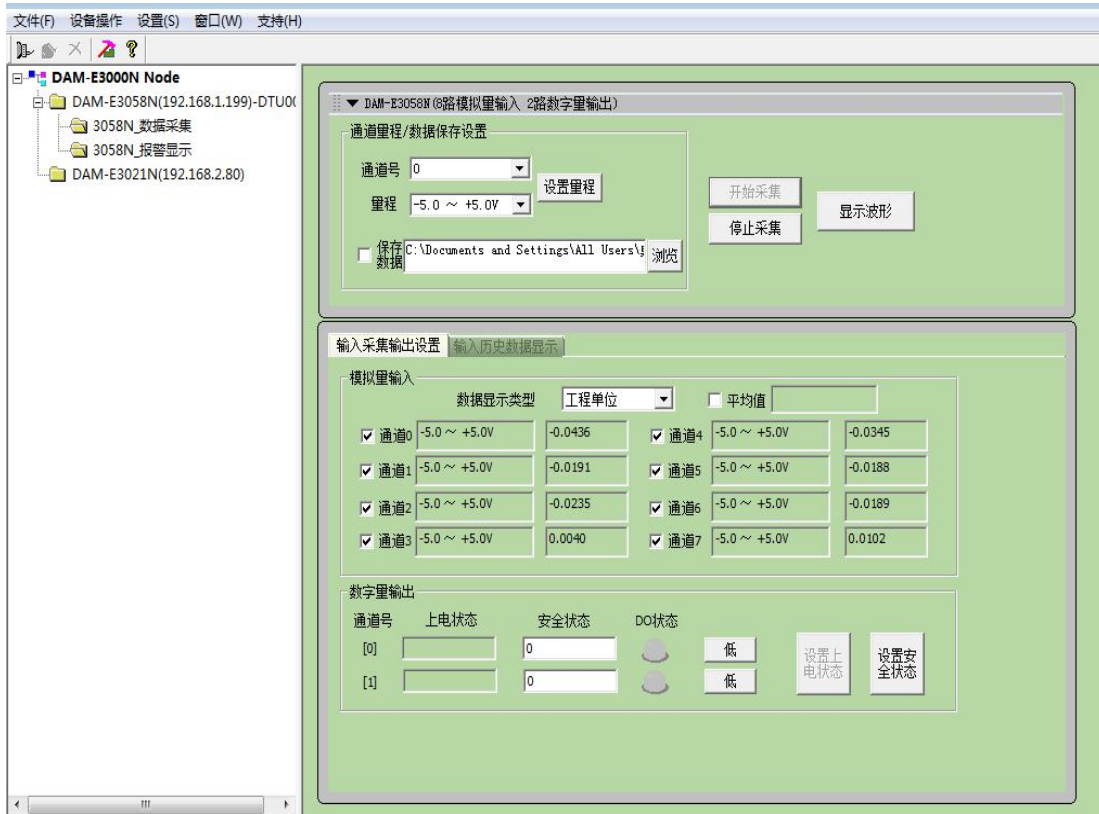 文件(F) 设备操作 设置(S) 窗口(W) 支持(H)
DAM-E3000N Node
DAM-E3058N(192.168.1.199)-DTU0(
3058N_数据采集
3058N_报警显示
DAM-E3021N(192.168.2.80)
DAM-E3058N(8路模拟量输入 2路数字量输出)
通道里程/数据保存设置
通道号 0
里程 -5.0 ～ +5.0V
设置里程
保存数据 C:\Documents and Settings\All Users\ 浏览
开始采集
停止采集
显示波形
输入采集输出设置 输入历史数据显示
模拟量输入
数据显示类型 工程单位 平均值
通道0 -5.0 ～ +5.0V -0.0436 通道4 -5.0 ～ +5.0V -0.0345
通道1 -5.0 ～ +5.0V -0.0191 通道5 -5.0 ～ +5.0V -0.0188
通道2 -5.0 ～ +5.0V -0.0235 通道6 -5.0 ～ +5.0V -0.0189
通道3 -5.0 ～ +5.0V 0.0040 通道7 -5.0 ～ +5.0V 0.0102
数字量输出
通道号 上电状态 安全状态 DO状态
[0] 0 低
[1] 0 低
设置上电状态
设置安全状态